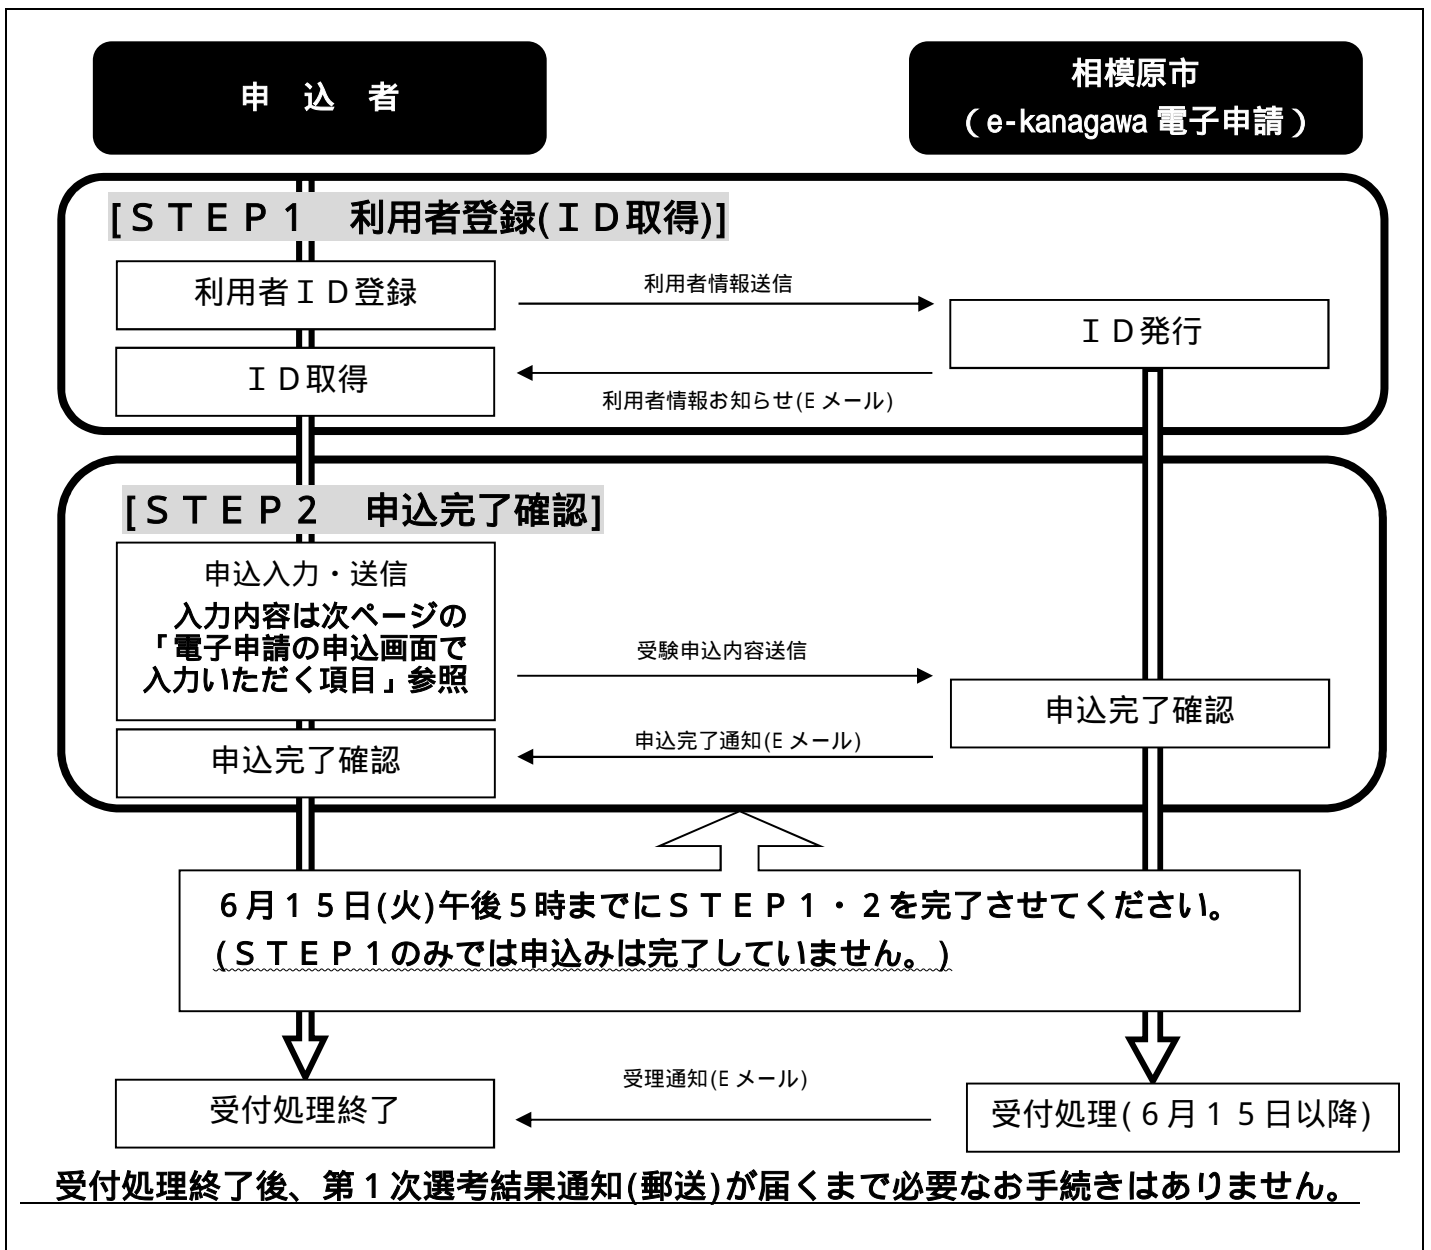 申　込　者
相模原市
（e-kanagawa 電子申請）
[ＳＴＥＰ1　利用者登録(ＩＤ取得)]
利用者ＩＤ登録
利用者情報送信
ＩＤ発行
ＩＤ取得
利用者情報お知らせ(E メール)
[ＳＴＥＰ2　申込完了確認]
申込入力・送信
入力内容は次ページの
「電子申請の申込画面で
入力いただく項目」参照
受験申込内容送信
申込完了確認
申込完了通知(E メール)
申込完了確認
6月１５日(火)午後5時までにＳＴＥＰ1・2を完了させてください。
(ＳＴＥＰ1のみでは申込みは完了していません。)
受理通知(E メール)
受付処理終了
受付処理(６月１５日以降)
受付処理終了後、第１次選考結果通知(郵送)が届くまで必要なお手続きはありません。